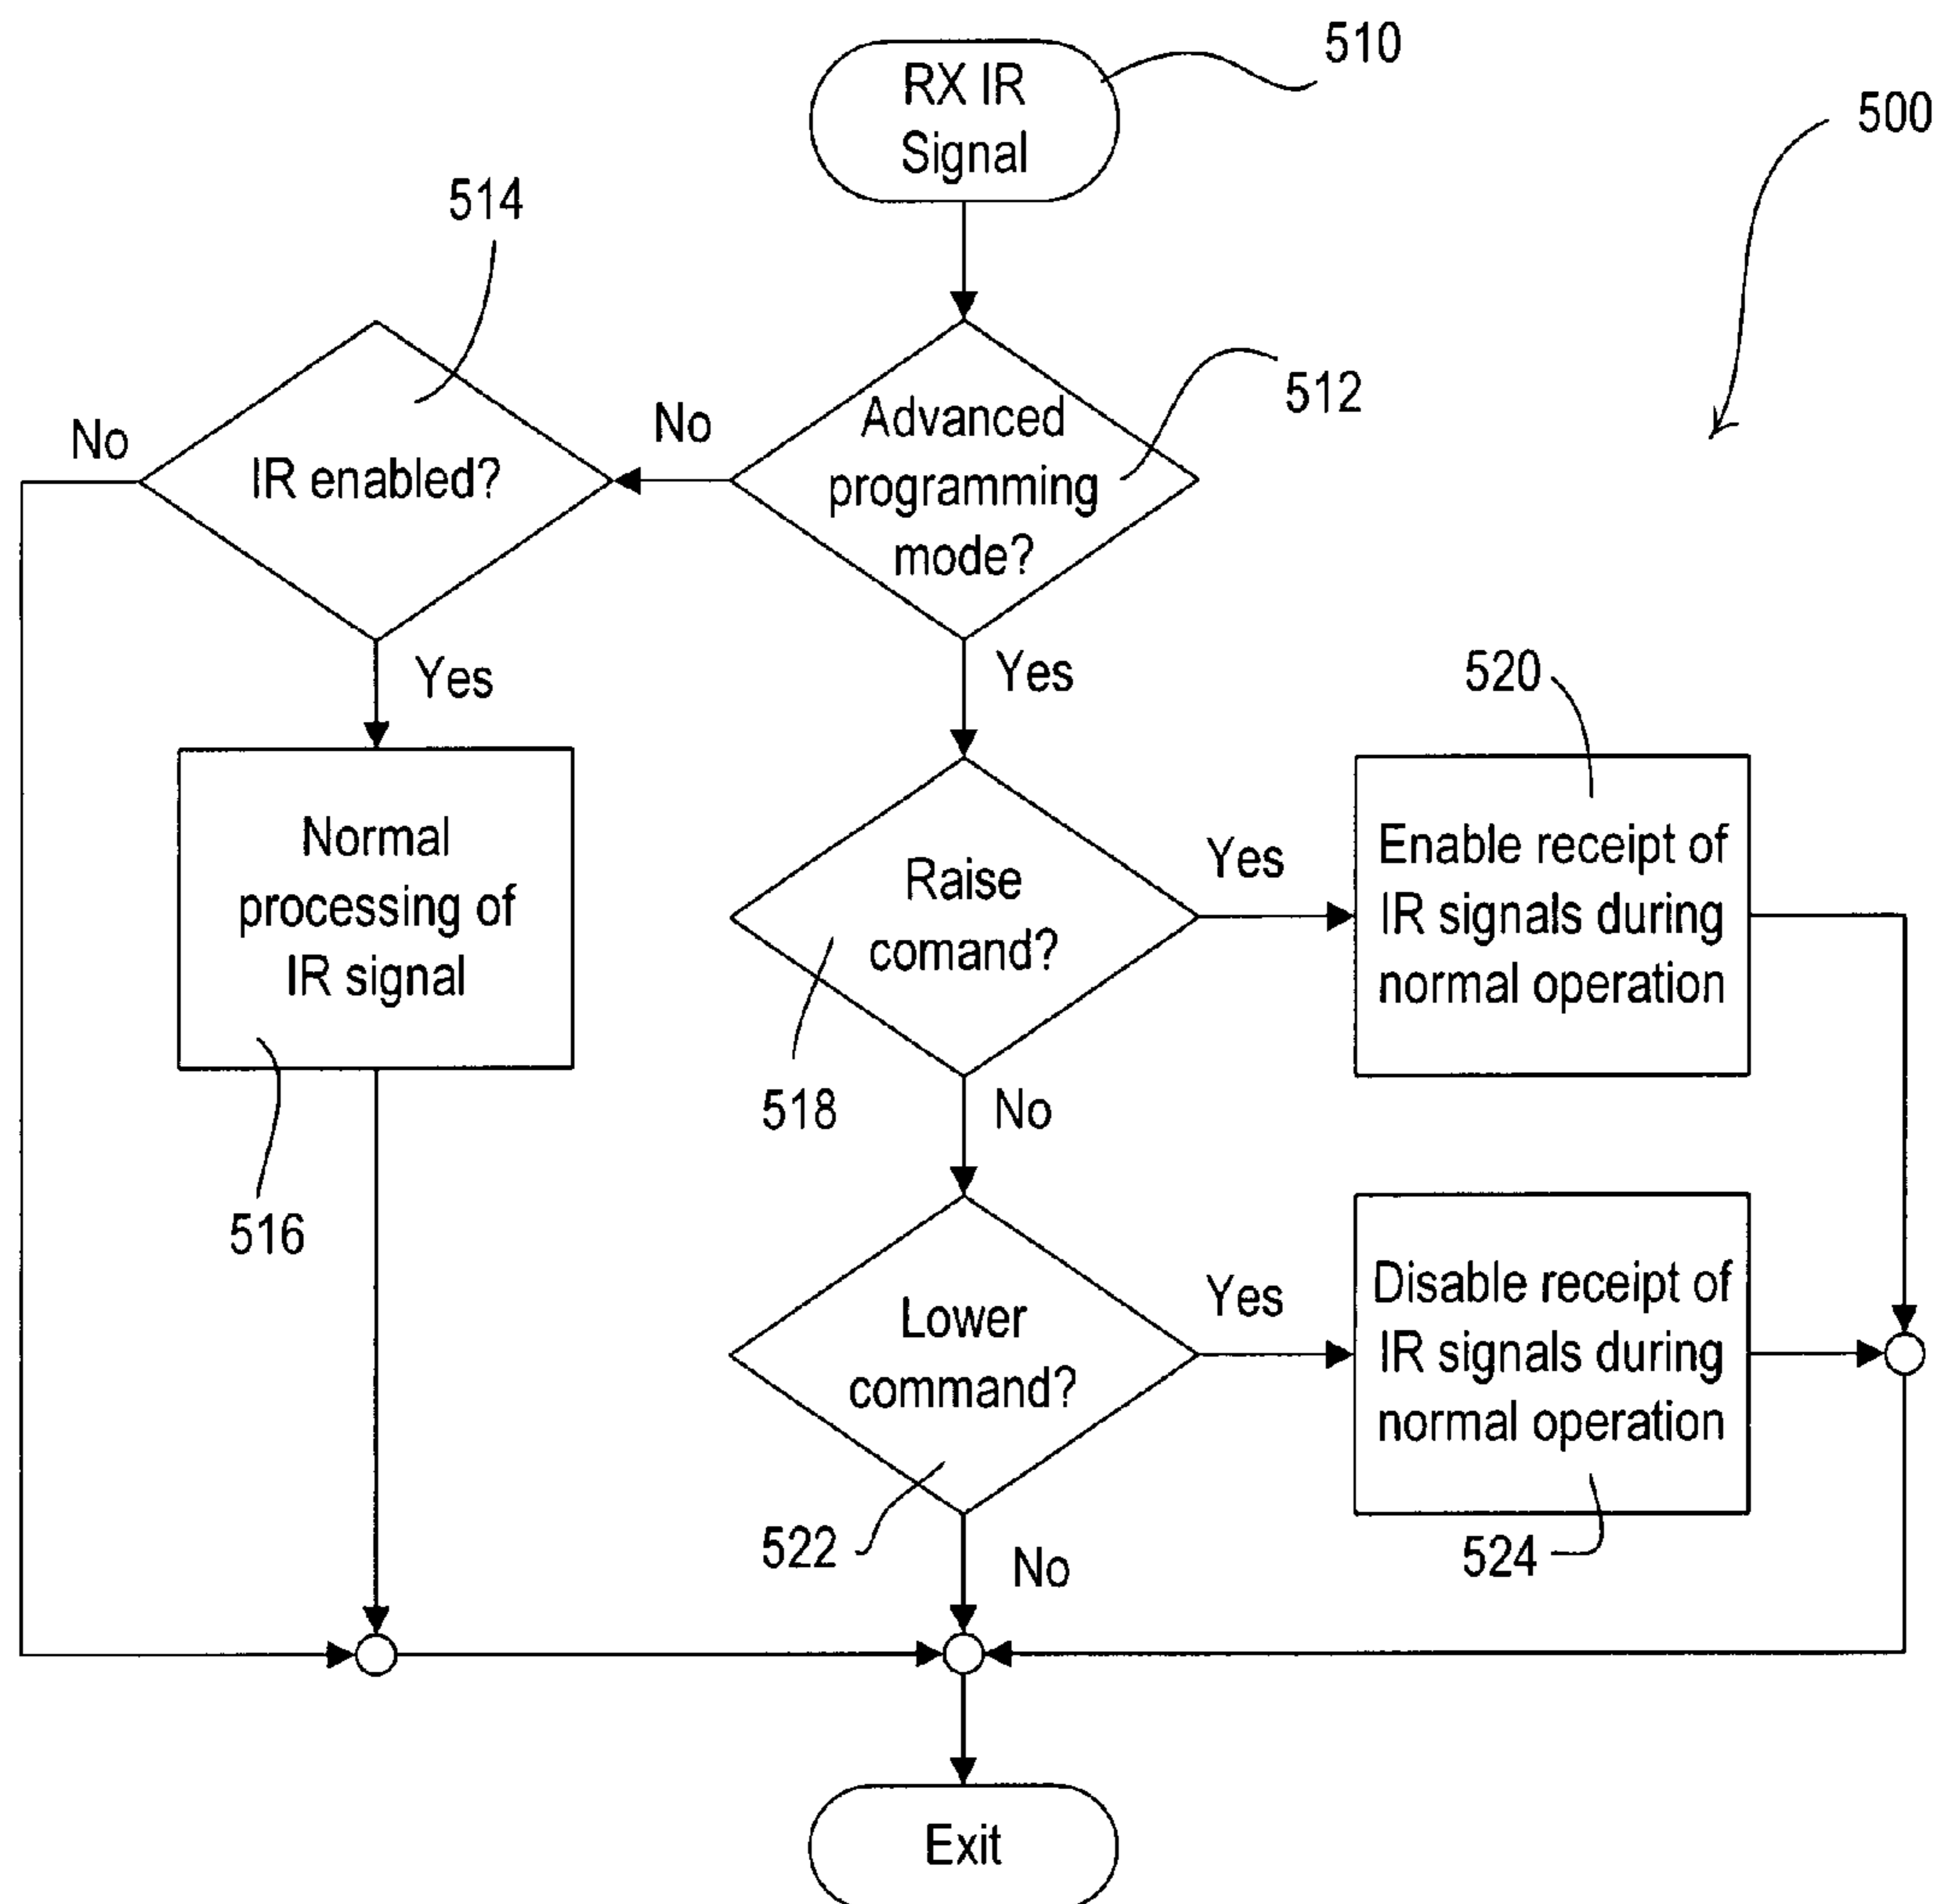 RX IR
Signal
510
500
514
512
No
IR enabled?
No
Advanced
programming
mode?
Yes
Yes
520
Normal
processing of
IR signal
516
Raise
comand?
518
Yes
Enable receipt of
IR signals during
normal operation
No
Lower
command?
522
Yes
Disable receipt of
IR signals during
normal operation
524
No
Exit